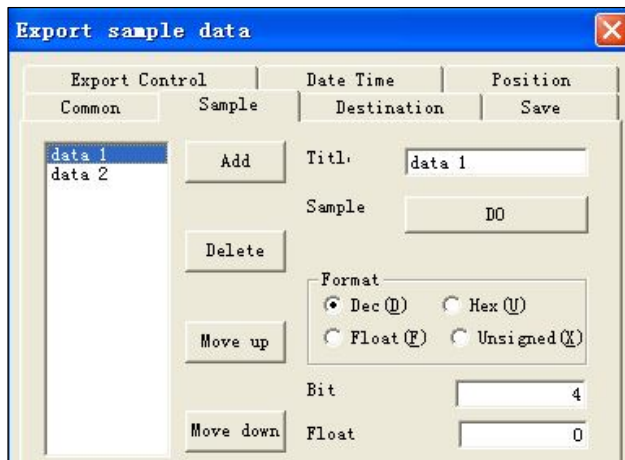 Export sample data
Export Control Date Time Position
Common Sample Destination Save
data 1
data 2
Add
Delete
Move up
Move down
Titl:
data 1
Sample
D0
Format
Dec(D) Hex(U)
Float(F) Unsigned(X)
Bit
4
Float
0